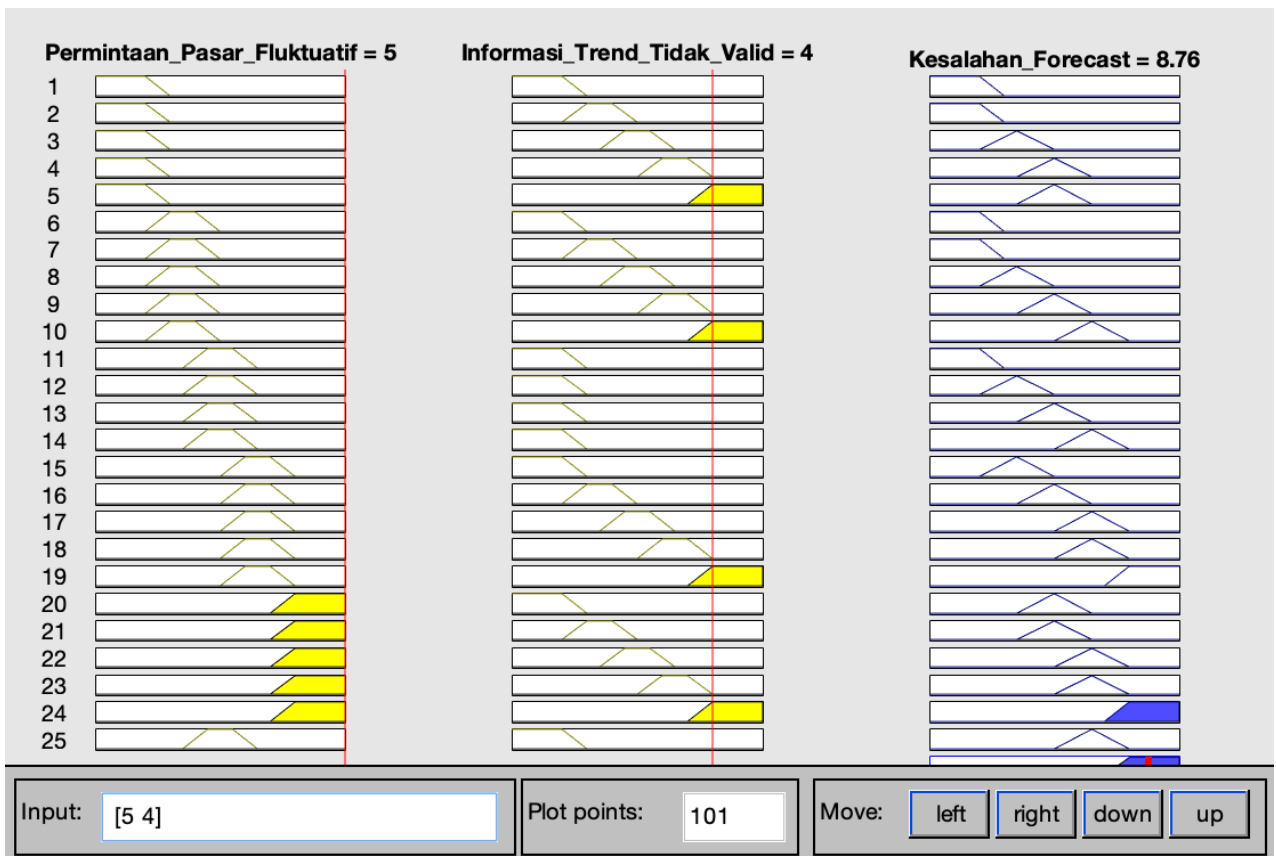 Permintaan_Pasar_Fluktuatif = 5
Informasi_Trend_Tidak_Valid = 4
Kesalahan_Forecast = 8.76
1
2
3
4
5
6
7
8
9
10
11
12
13
14
15
16
17
18
19
20
21
22
23
24
25
Input:
[5 4]
Plot points:
101
Move:
left
right
down
up